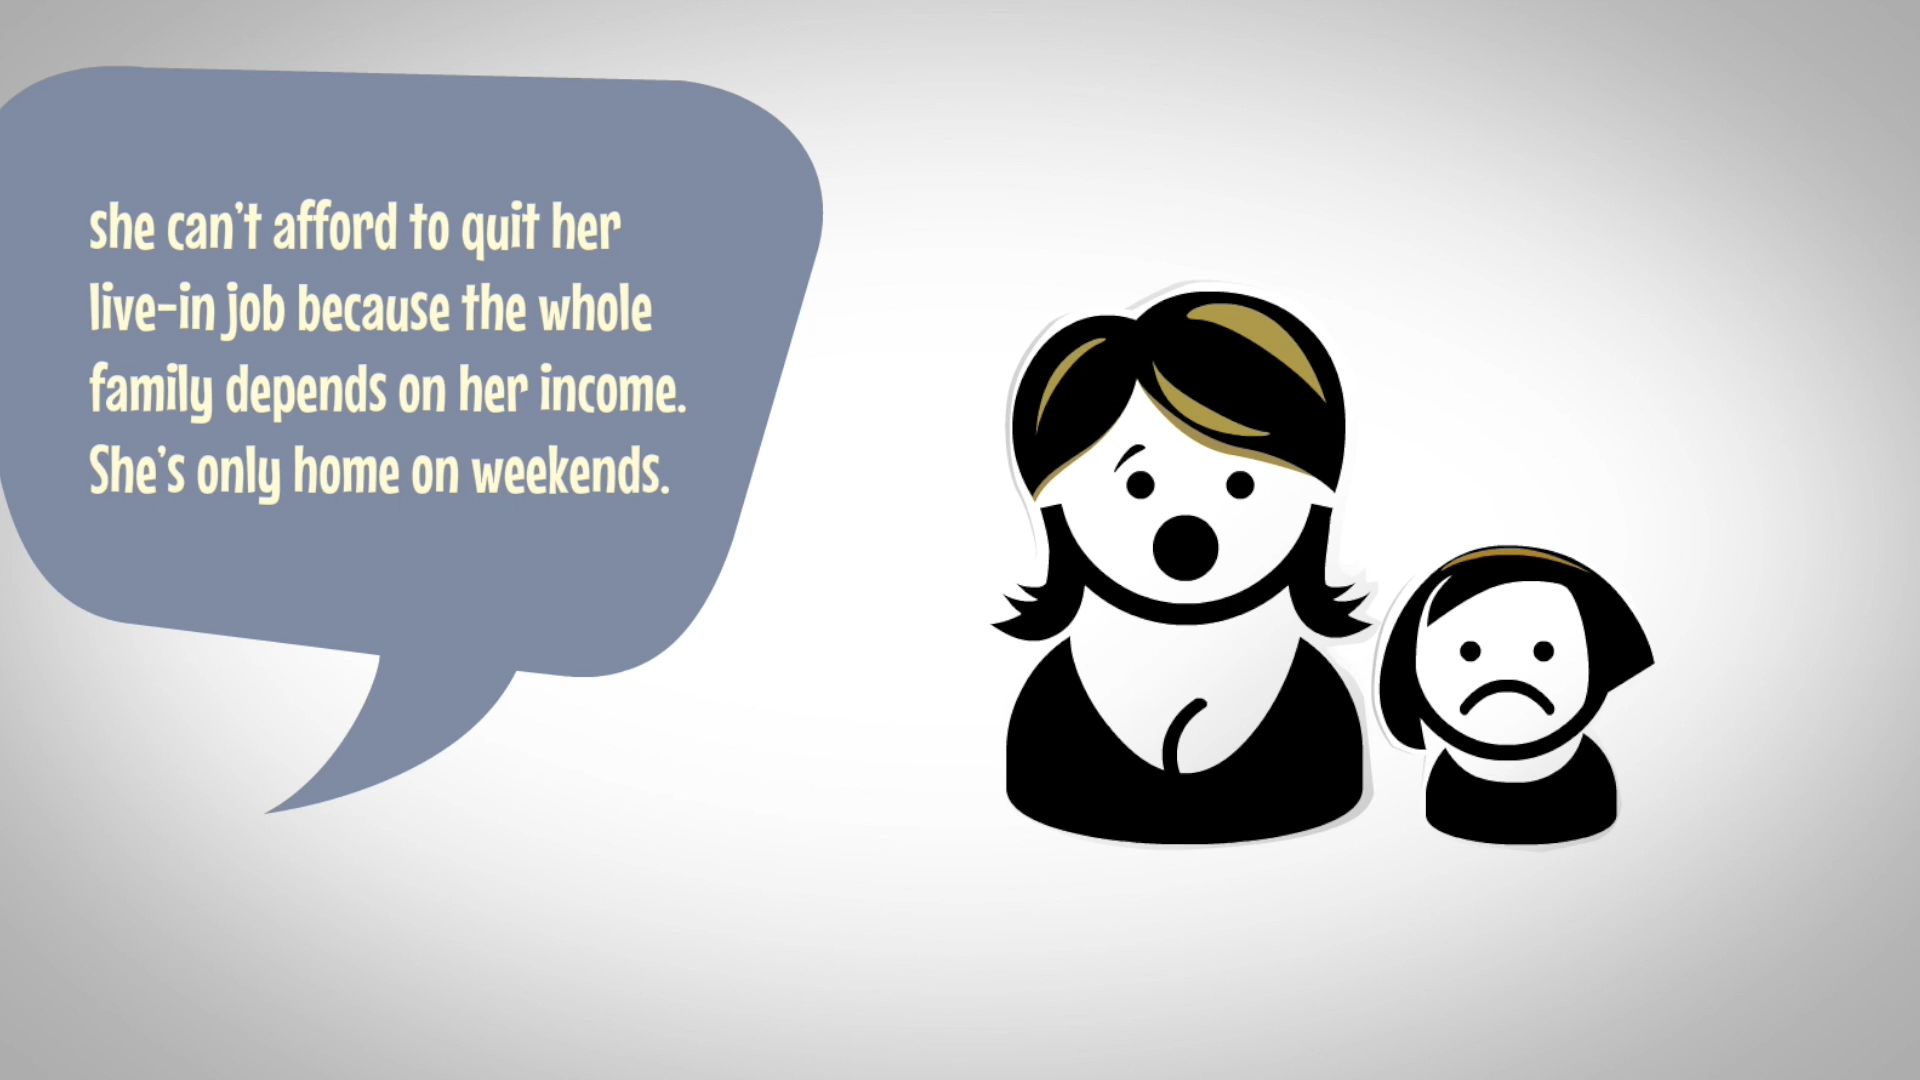 she can't afford to quit her
live-in job because the whole
family depends on her income.
She's only home on weekends.